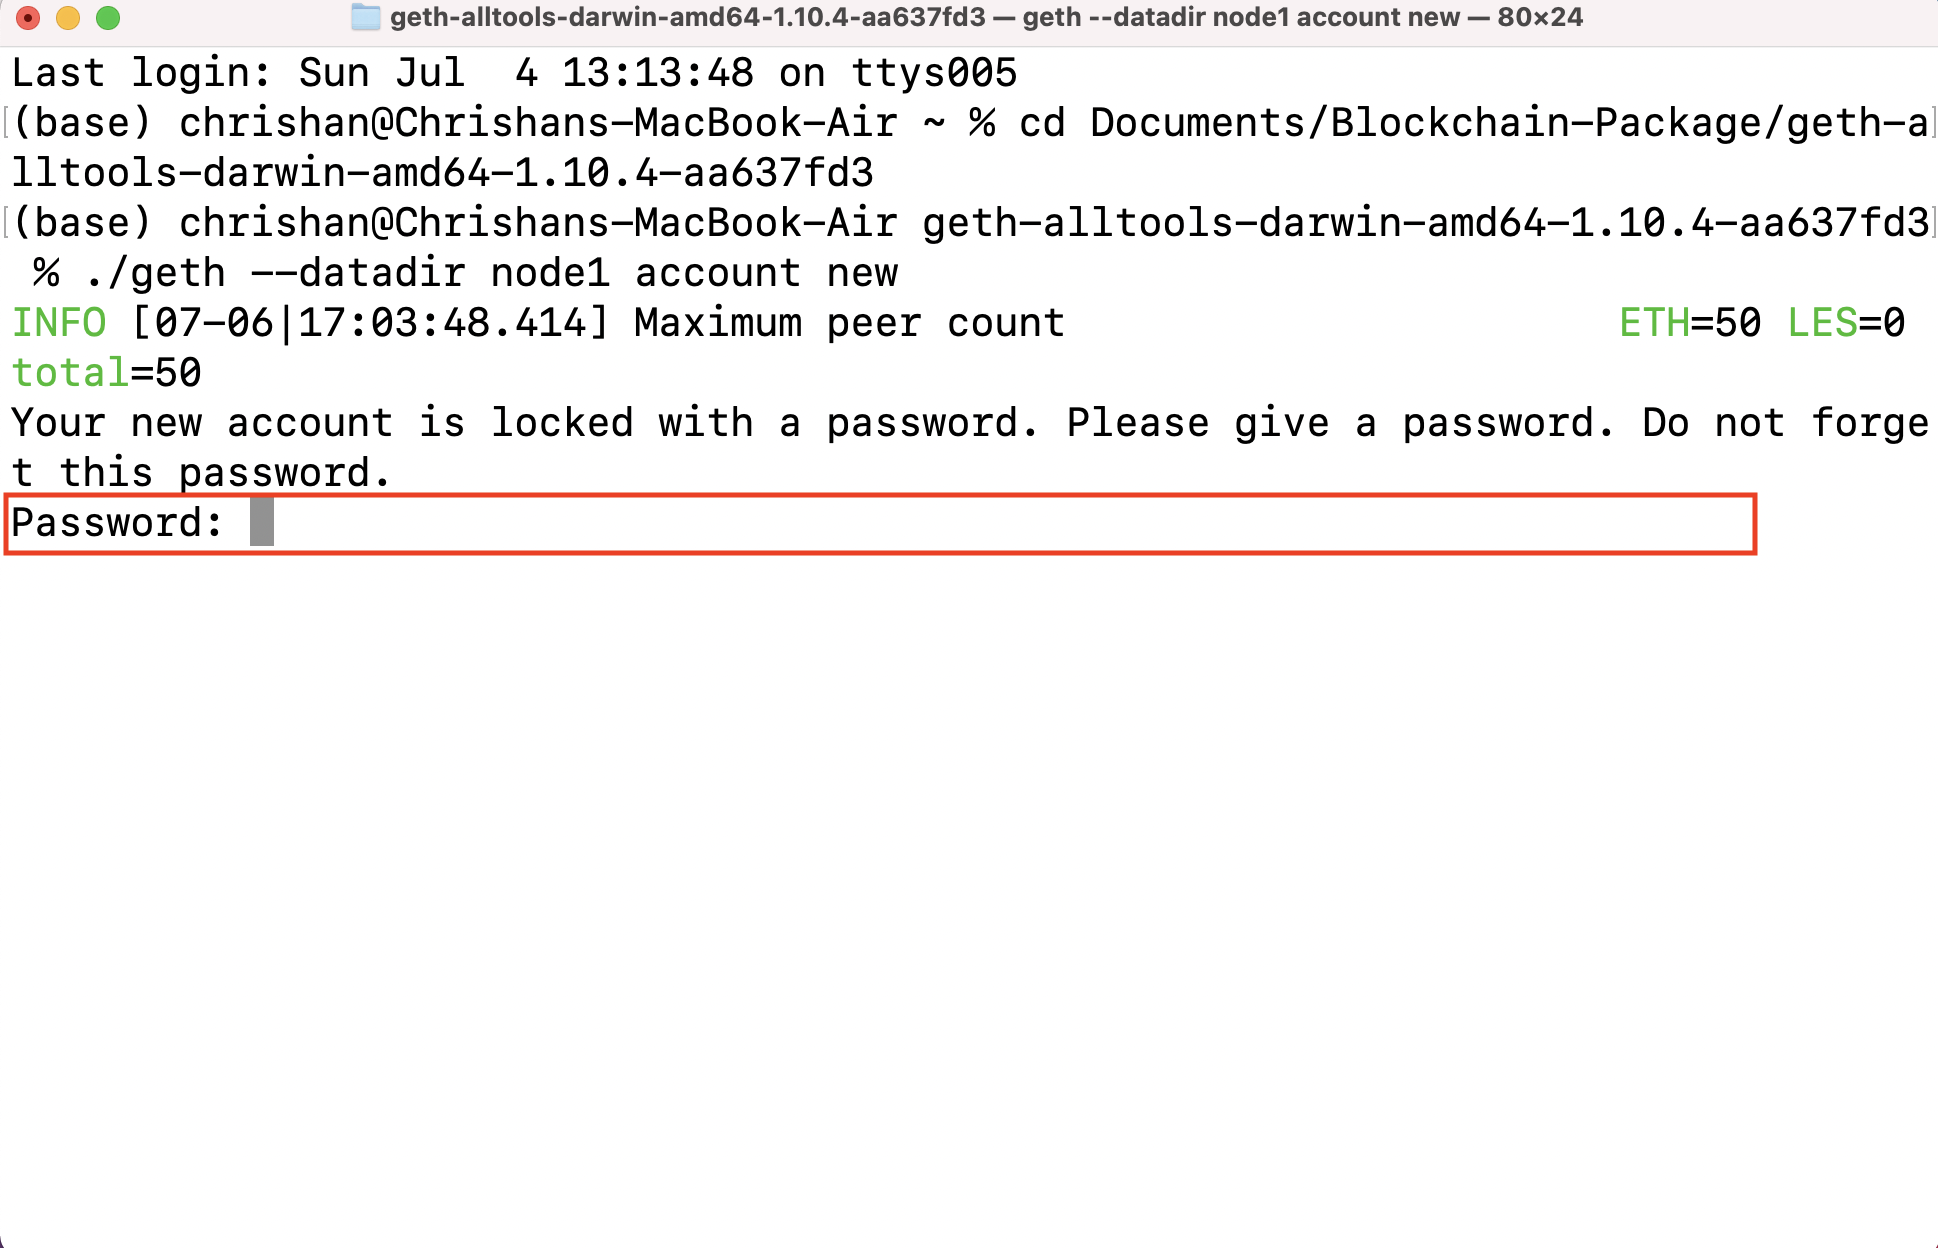 geth-alltools-darwin-amd64-1.10.4-aa637fd3 — geth --datadir node1 account new — 80×24
Last login: Sun Jul  4 13:13:48 on ttys005
[(base) chrishan@Chrishans-MacBook-Air ~ % cd Documents/Blockchain-Package/geth-a]
lltools-darwin-amd64-1.10.4-aa637fd3
[(base) chrishan@Chrishans-MacBook-Air geth-alltools-darwin-amd64-1.10.4-aa637fd3]
 % ./geth --datadir node1 account new
INFO [07-06|17:03:48.414] Maximum peer count                       ETH=50 LES=0
total=50
Your new account is locked with a password. Please give a password. Do not forge
t this password.
Password: